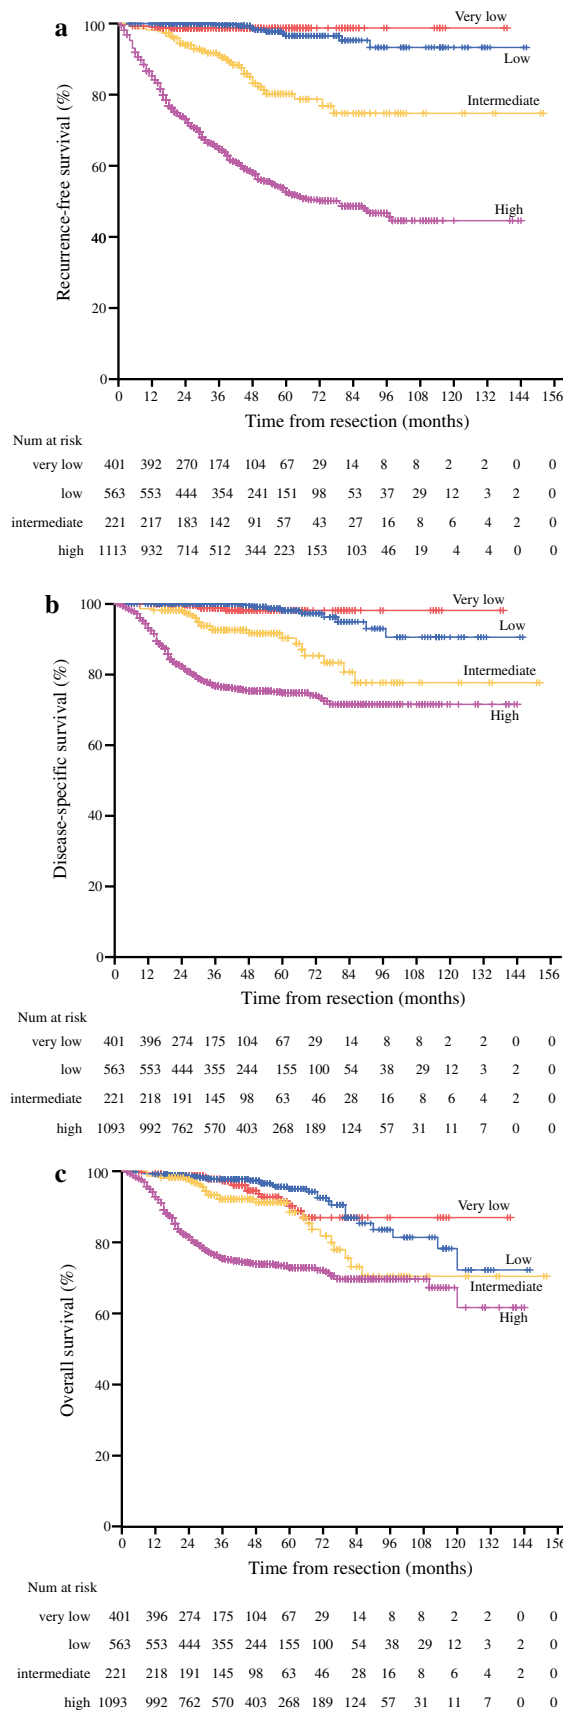 a
Recurrence-free survival (%)
100
80
60
40
20
0
Very low
Low
Intermediate
High
0 12 24 36 48 60 72 84 96 108 120 132 144 156
Time from resection (months)
Num at risk
very low 401 392 270 174 104 67 29 14 8 8 2 2 0 0
low 563 553 444 354 241 151 98 53 37 29 12 3 2 0
intermediate 221 217 183 142 91 57 43 27 16 8 6 4 2 0
high 1113 932 714 512 344 223 153 103 46 19 4 4 0 0
b
Disease-specific survival (%)
100
80
60
40
20
0
Very low
Low
Intermediate
High
0 12 24 36 48 60 72 84 96 108 120 132 144 156
Time from resection (months)
Num at risk
very low 401 396 274 175 104 67 29 14 8 8 2 2 0 0
low 563 553 444 355 244 155 100 54 38 29 12 3 2 0
intermediate 221 218 191 145 98 63 46 28 16 8 6 4 2 0
high 1093 992 762 570 403 268 189 124 57 31 11 7 0 0
c
Overall survival (%)
100
80
60
40
20
0
Very low
Low
Intermediate
High
0 12 24 36 48 60 72 84 96 108 120 132 144 156
Time from resection (months)
Num at risk
very low 401 396 274 175 104 67 29 14 8 8 2 2 0 0
low 563 553 444 355 244 155 100 54 38 29 12 3 2 0
intermediate 221 218 191 145 98 63 46 28 16 8 6 4 2 0
high 1093 992 762 570 403 268 189 124 57 31 11 7 0 0